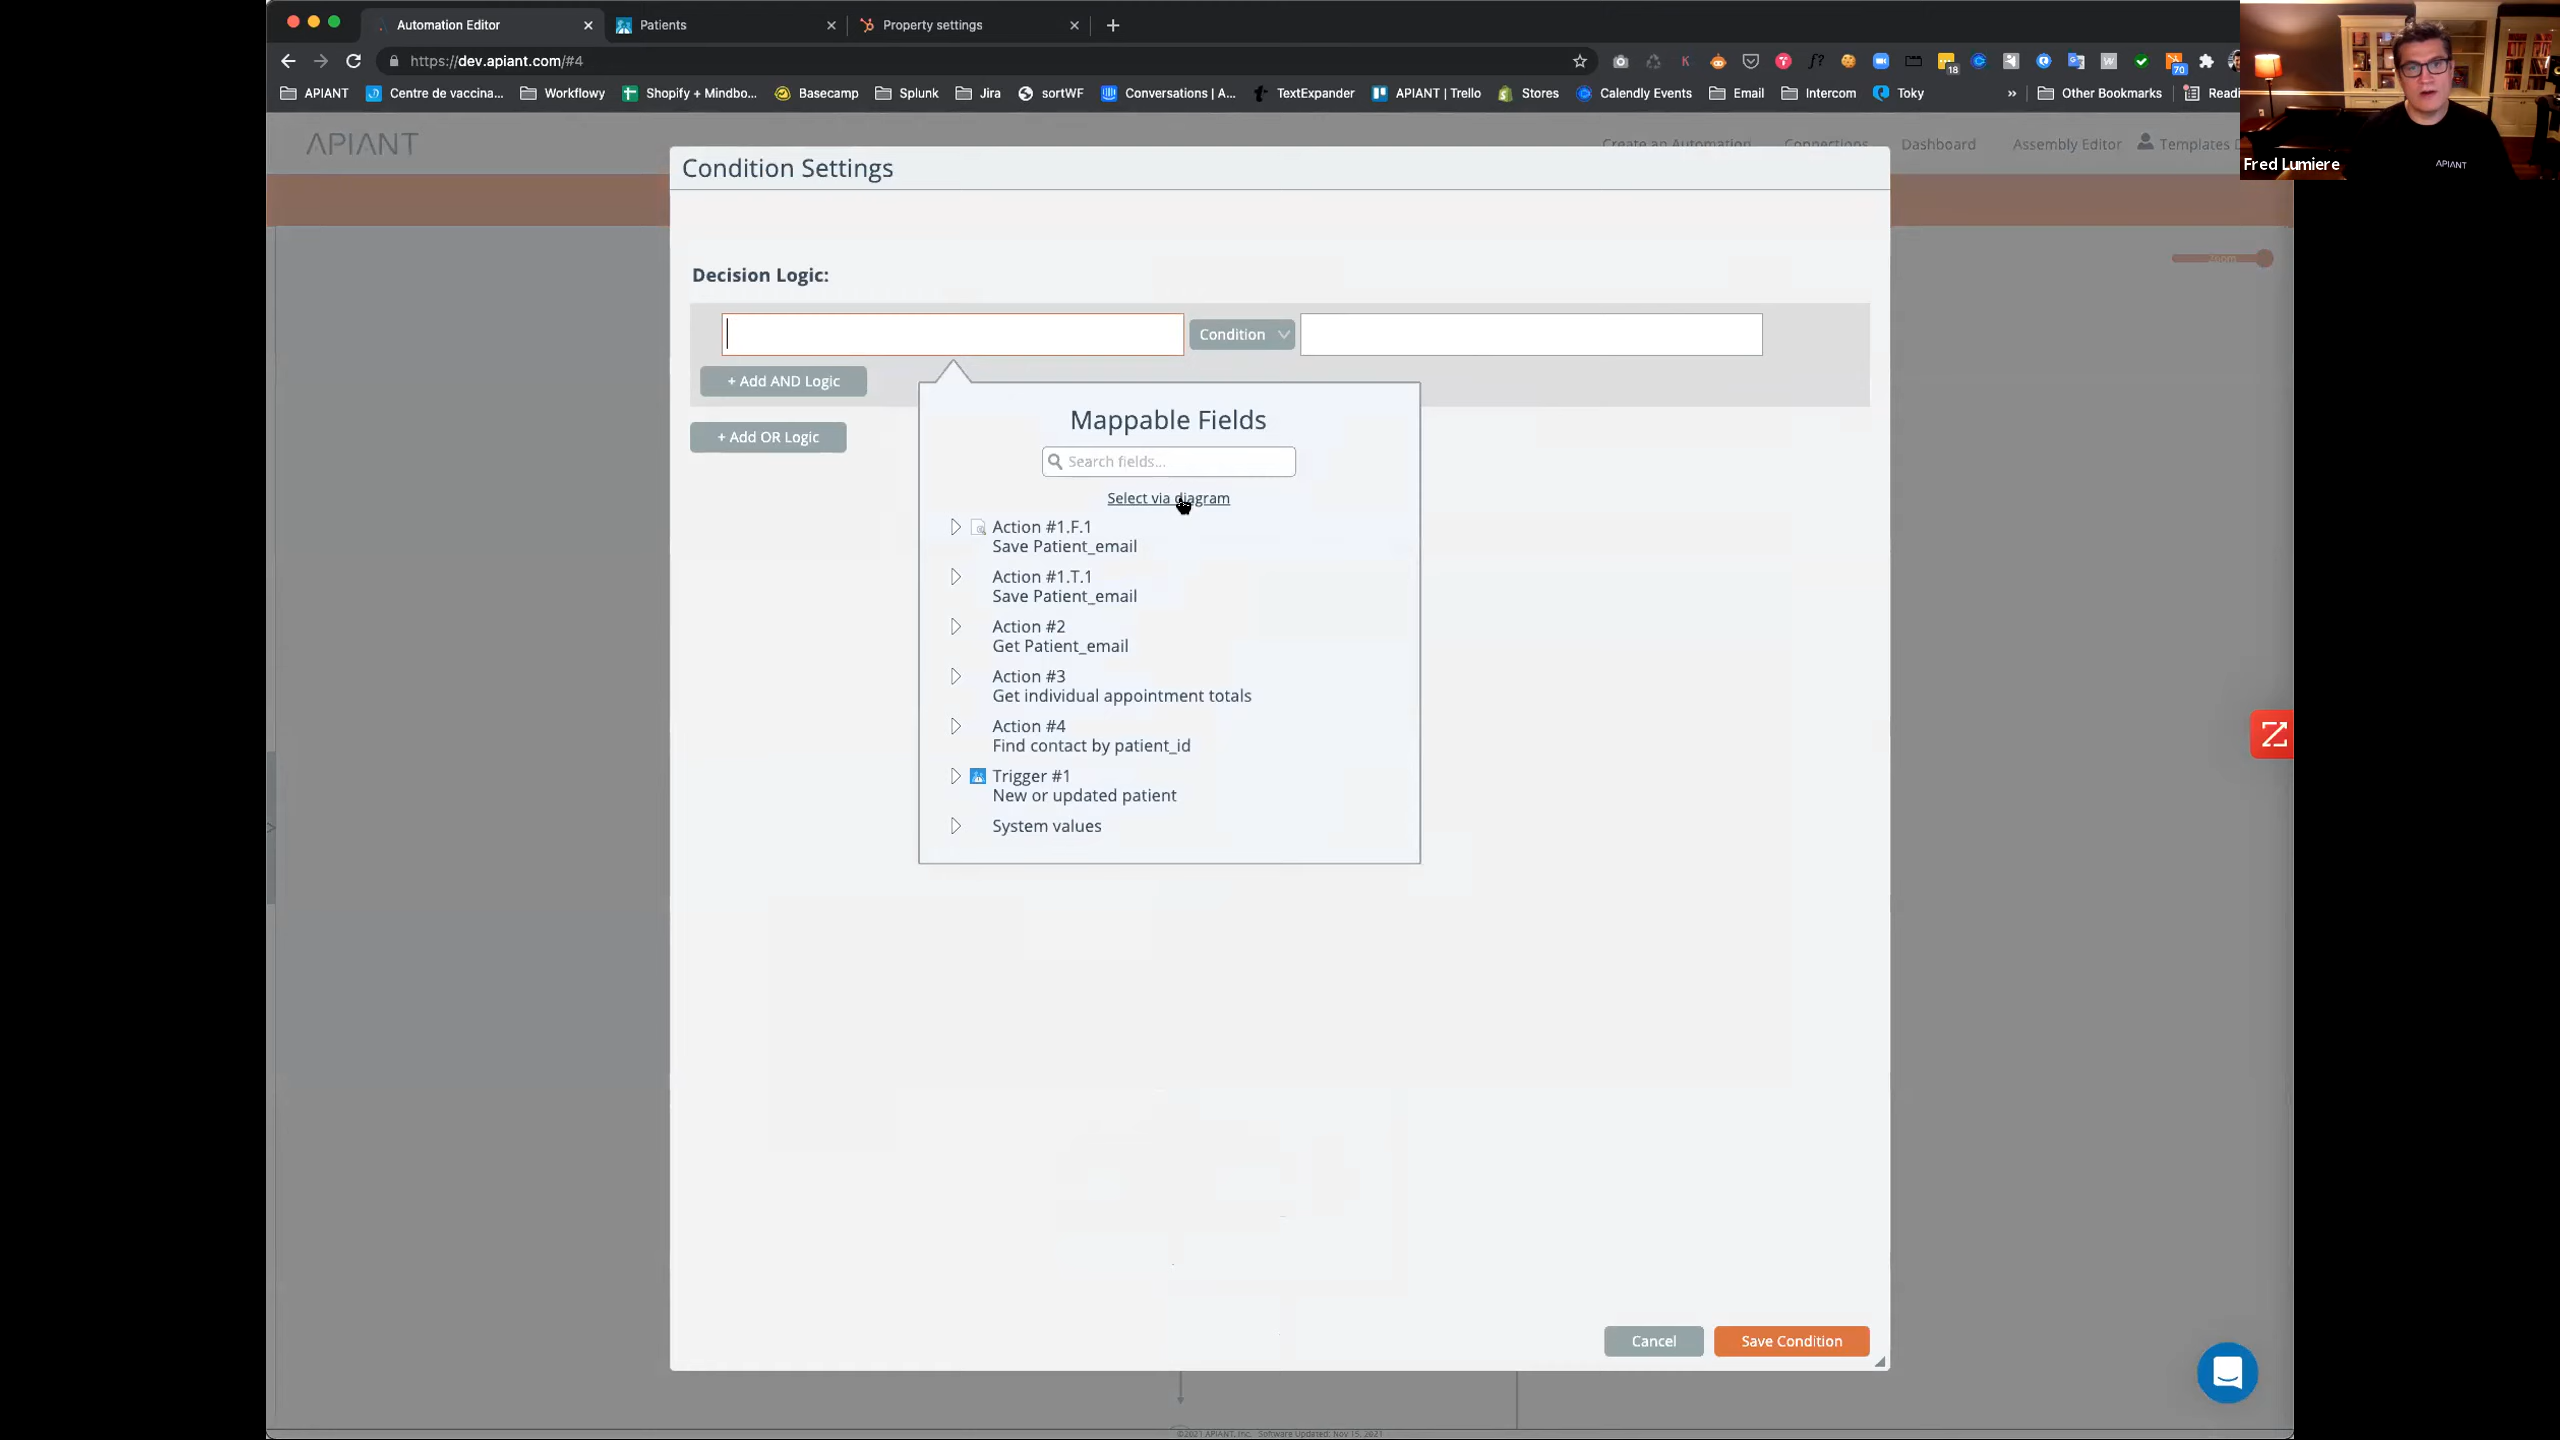 Automation Editor
Patients
Property settings
https://dev.apiant.com/#4
18
70
APIANT
Centre de vaccina...
Workflowy
Shopify + Mindbo...
Basecamp
Splunk
Jira
sortWF
Conversations | A...
TextExpander
APIANT | Trello
Stores
Calendly Events
Email
Intercom
Toky
»
Other Bookmarks
Readi
APIANT
Create an Automation
Connections
Dashboard
Assembly Editor
Templates D
Fred Lumiere
APIANT
Condition Settings
Zoom
Decision Logic:
Condition
+ Add AND Logic
+ Add OR Logic
Mappable Fields
Search fields...
Select via diagram
Action #1.F.1
Save Patient_email
Action #1.T.1
Save Patient_email
Action #2
Get Patient_email
Action #3
Get individual appointment totals
Action #4
Find contact by patient_id
Trigger #1
New or updated patient
System values
Cancel
Save Condition
©2021 APIANT, Inc. Software Updated: Nov 15, 2021